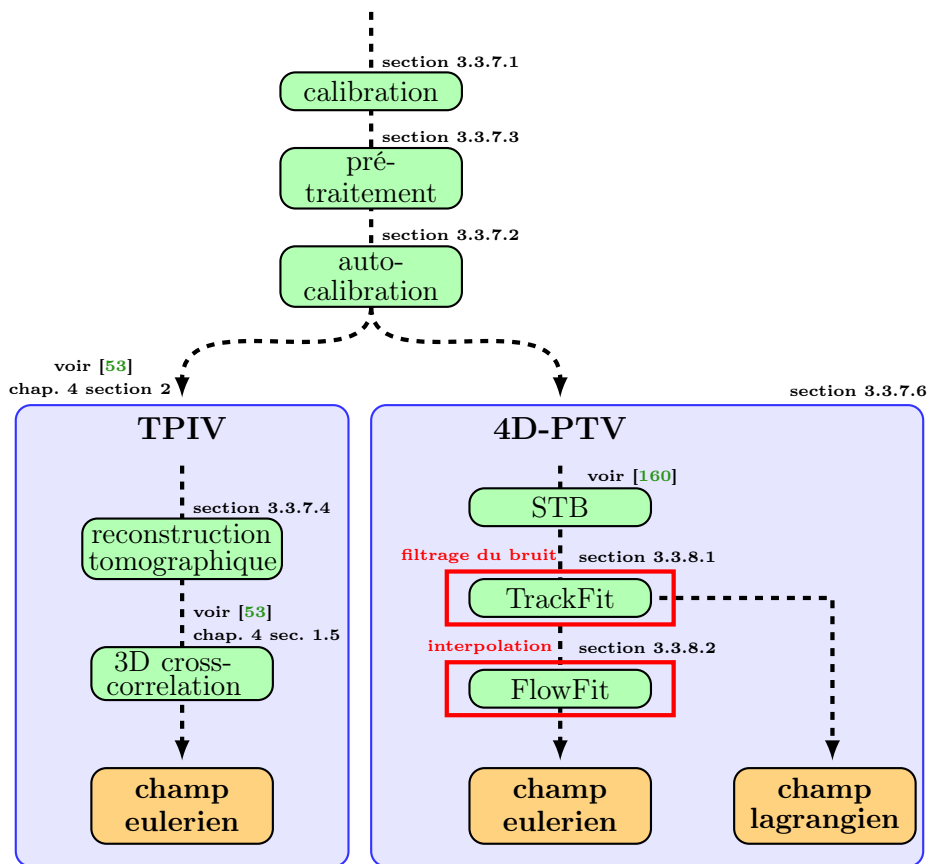 section 3.3.7.1
calibration
section 3.3.7.3
pré-
traitement
section 3.3.7.2
auto-
calibration
voir [53]
chap. 4 section 2
TPIV
section 3.3.7.4
reconstruction
tomographique
voir [53]
chap. 4 sec. 1.5
3D cross-
correlation
champ
eulerien
section 3.3.7.6
4D-PTV
voir [160]
STB
filtrage du bruit
section 3.3.8.1
TrackFit
interpolation
section 3.3.8.2
FlowFit
champ
eulerien
champ
lagrangien